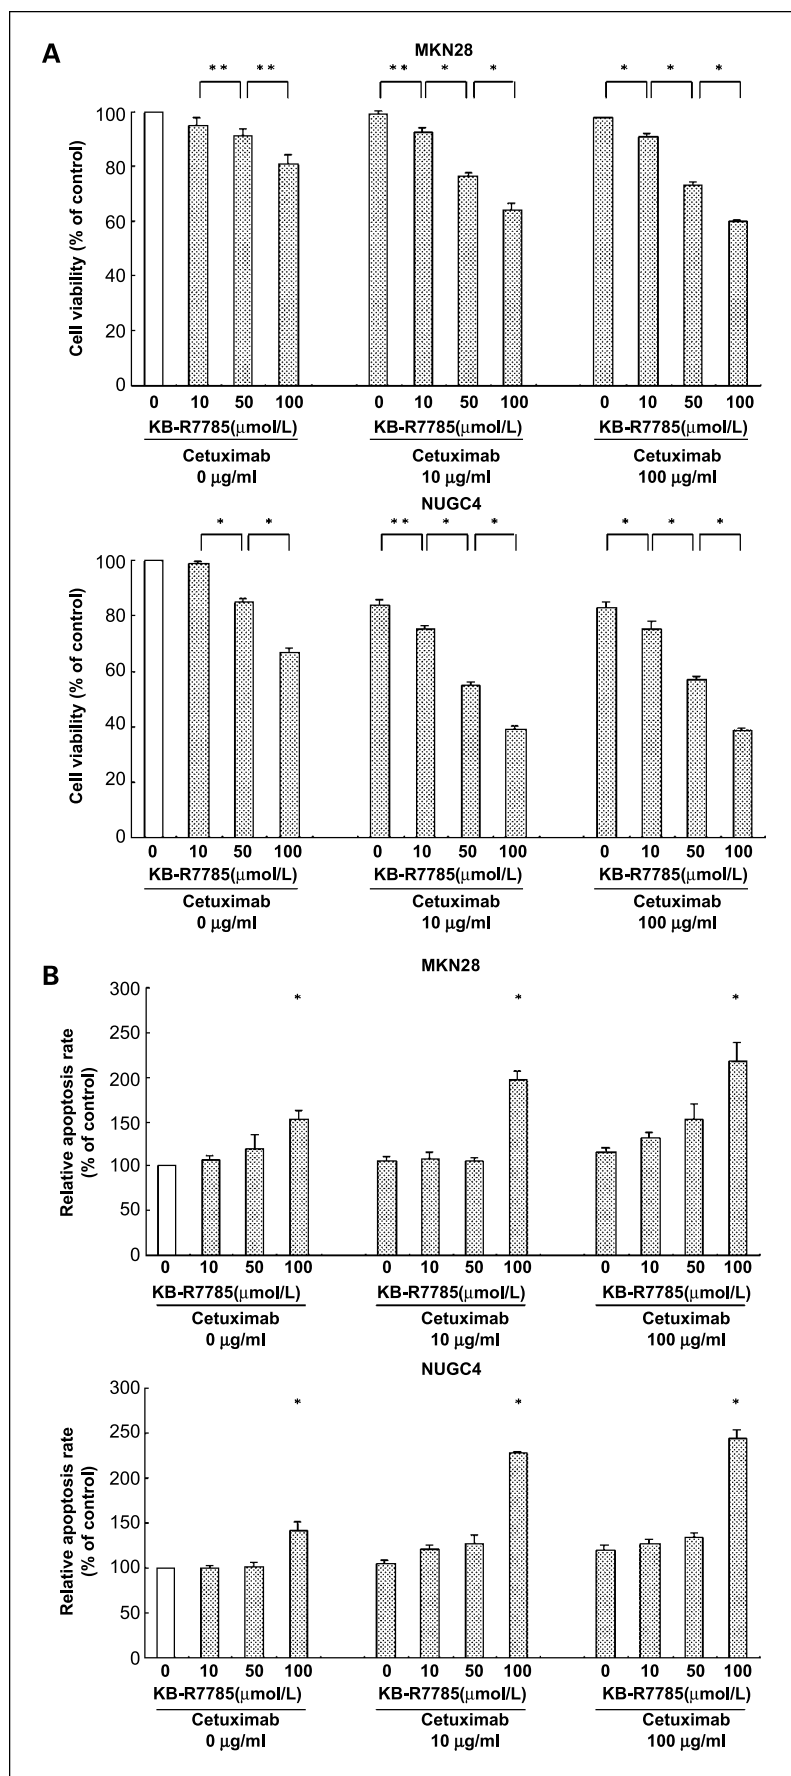 A
MKN28
** ** ** * * * * *
Cell viability (% of control)
100
80
60
40
20
0
0 10 50 100 0 10 50 100 0 10 50 100
KB-R7785(μmol/L) KB-R7785(μmol/L) KB-R7785(μmol/L)
Cetuximab Cetuximab Cetuximab
0 μg/ml 10 μg/ml 100 μg/ml
NUGC4
* * ** * * * * *
Cell viability (% of control)
100
80
60
40
20
0
0 10 50 100 0 10 50 100 0 10 50 100
KB-R7785(μmol/L) KB-R7785(μmol/L) KB-R7785(μmol/L)
Cetuximab Cetuximab Cetuximab
0 μg/ml 10 μg/ml 100 μg/ml
B
MKN28
* * *
Relative apoptosis rate
(% of control)
300
250
200
150
100
50
0
0 10 50 100 0 10 50 100 0 10 50 100
KB-R7785(μmol/L) KB-R7785(μmol/L) KB-R7785(μmol/L)
Cetuximab Cetuximab Cetuximab
0 μg/ml 10 μg/ml 100 μg/ml
NUGC4
* * *
Relative apoptosis rate
(% of control)
300
250
200
150
100
50
0
0 10 50 100 0 10 50 100 0 10 50 100
KB-R7785(μmol/L) KB-R7785(μmol/L) KB-R7785(μmol/L)
Cetuximab Cetuximab Cetuximab
0 μg/ml 10 μg/ml 100 μg/ml